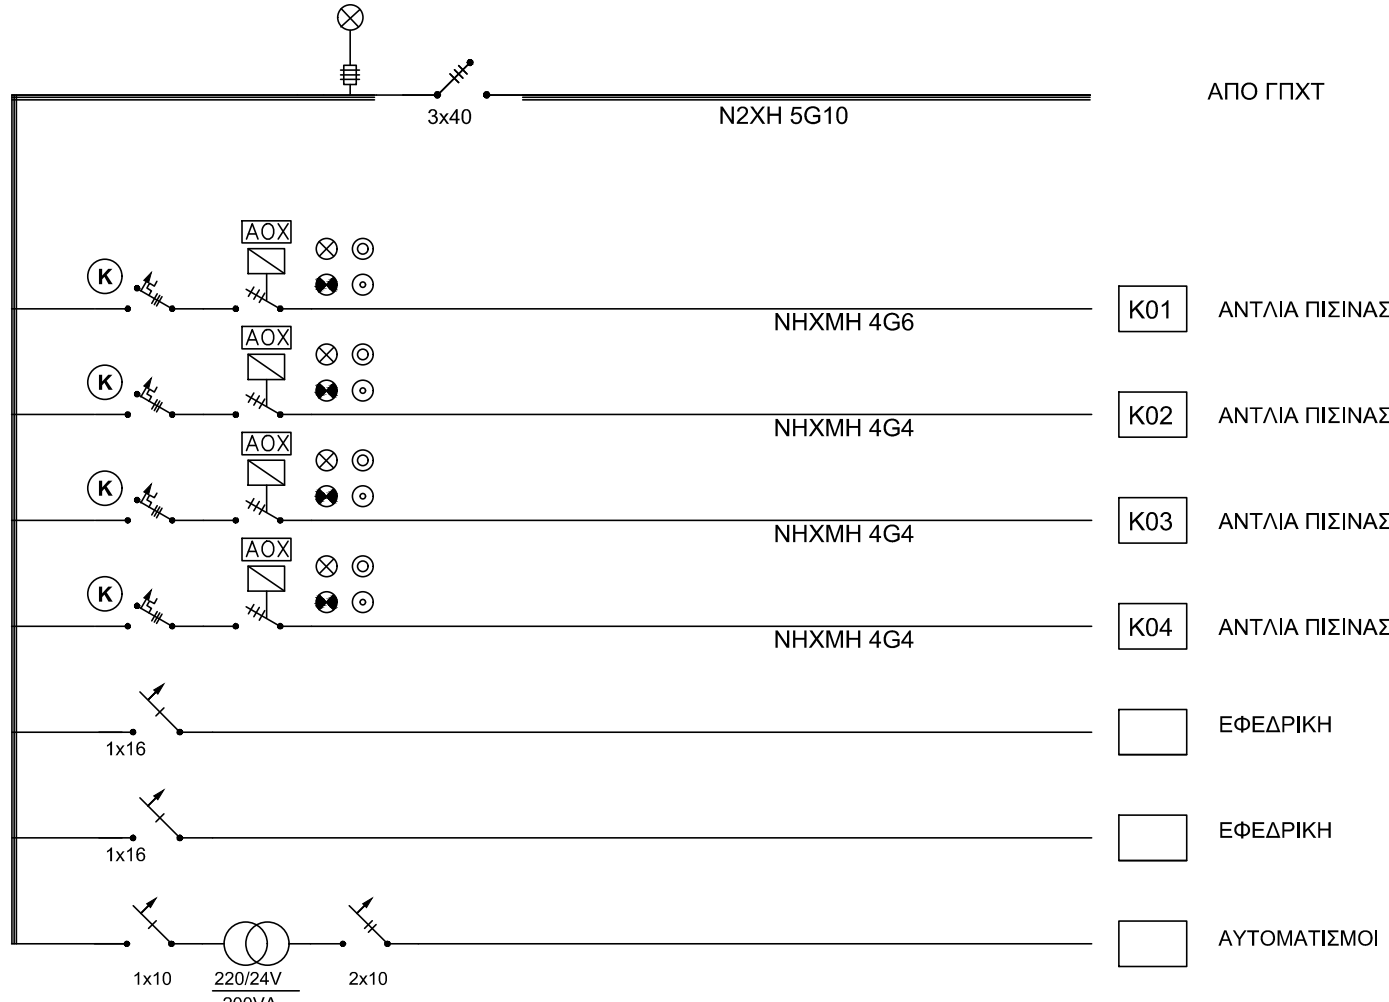 3x40
N2XH 5G10
ΑΠΟ ΓΠΧΤ
ΑΟΧ
K
NHXMH 4G6
K01
ΑΝΤΛΙΑ ΠΙΣΙΝΑΣ
ΑΟΧ
K
NHXMH 4G4
K02
ΑΝΤΛΙΑ ΠΙΣΙΝΑΣ
ΑΟΧ
K
NHXMH 4G4
K03
ΑΝΤΛΙΑ ΠΙΣΙΝΑΣ
ΑΟΧ
K
NHXMH 4G4
K04
ΑΝΤΛΙΑ ΠΙΣΙΝΑΣ
1x16
ΕΦΕΔΡΙΚΗ
1x16
ΕΦΕΔΡΙΚΗ
1x10
220/24V
200VA
2x10
ΑΥΤΟΜΑΤΙΣΜΟΙ